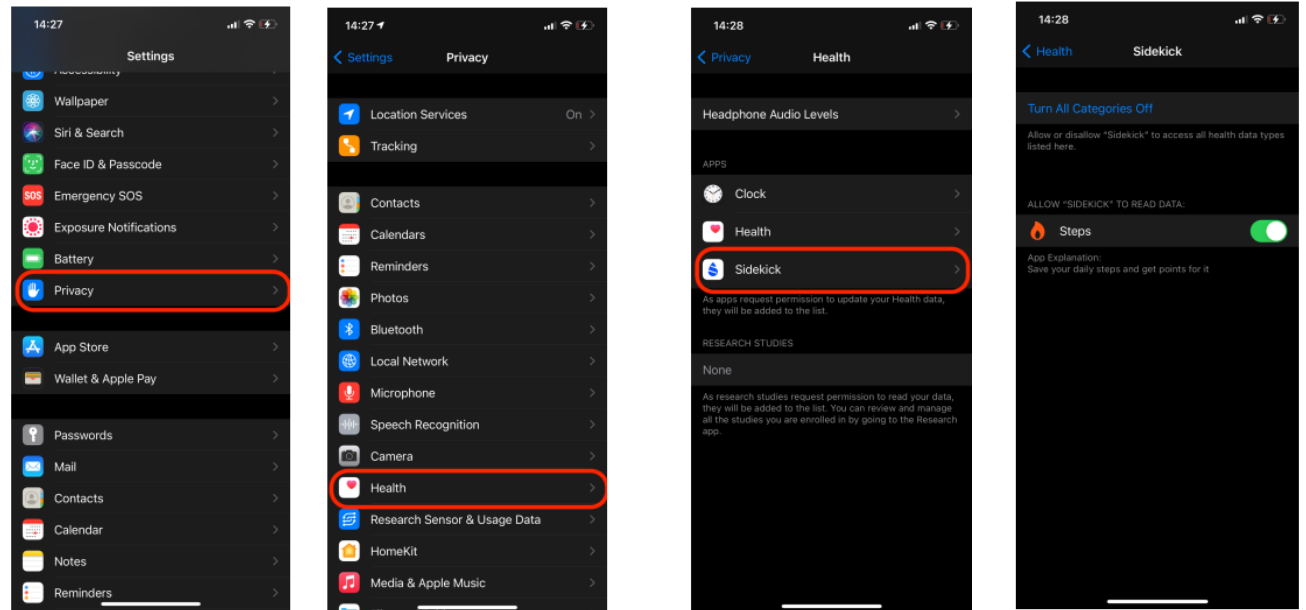 14:27
Settings
Accessibility
Wallpaper
Siri & Search
Face ID & Passcode
SOS
Emergency SOS
Exposure Notifications
Battery
Privacy
App Store
Wallet & Apple Pay
Passwords
Mail
Contacts
Calendar
Notes
Reminders
14:27
Settings
Privacy
Location Services On
Tracking
Contacts
Calendars
Reminders
Photos
Bluetooth
Local Network
Microphone
Speech Recognition
Camera
Health
Research Sensor & Usage Data
HomeKit
Media & Apple Music
14:28
Privacy
Health
Headphone Audio Levels
APPS
Clock
Health
Sidekick
As apps request permission to update your Health data,
they will be added to the list.
RESEARCH STUDIES
None
As research studies request permission to read your data,
they will be added to the list. You can review and manage
all the studies you are enrolled in by going to the Research
app.
14:28
Health
Sidekick
Turn All Categories Off
Allow or disallow “Sidekick” to access all health data types
listed here.
ALLOW “SIDEKICK” TO READ DATA:
Steps
App Explanation:
Save your daily steps and get points for it